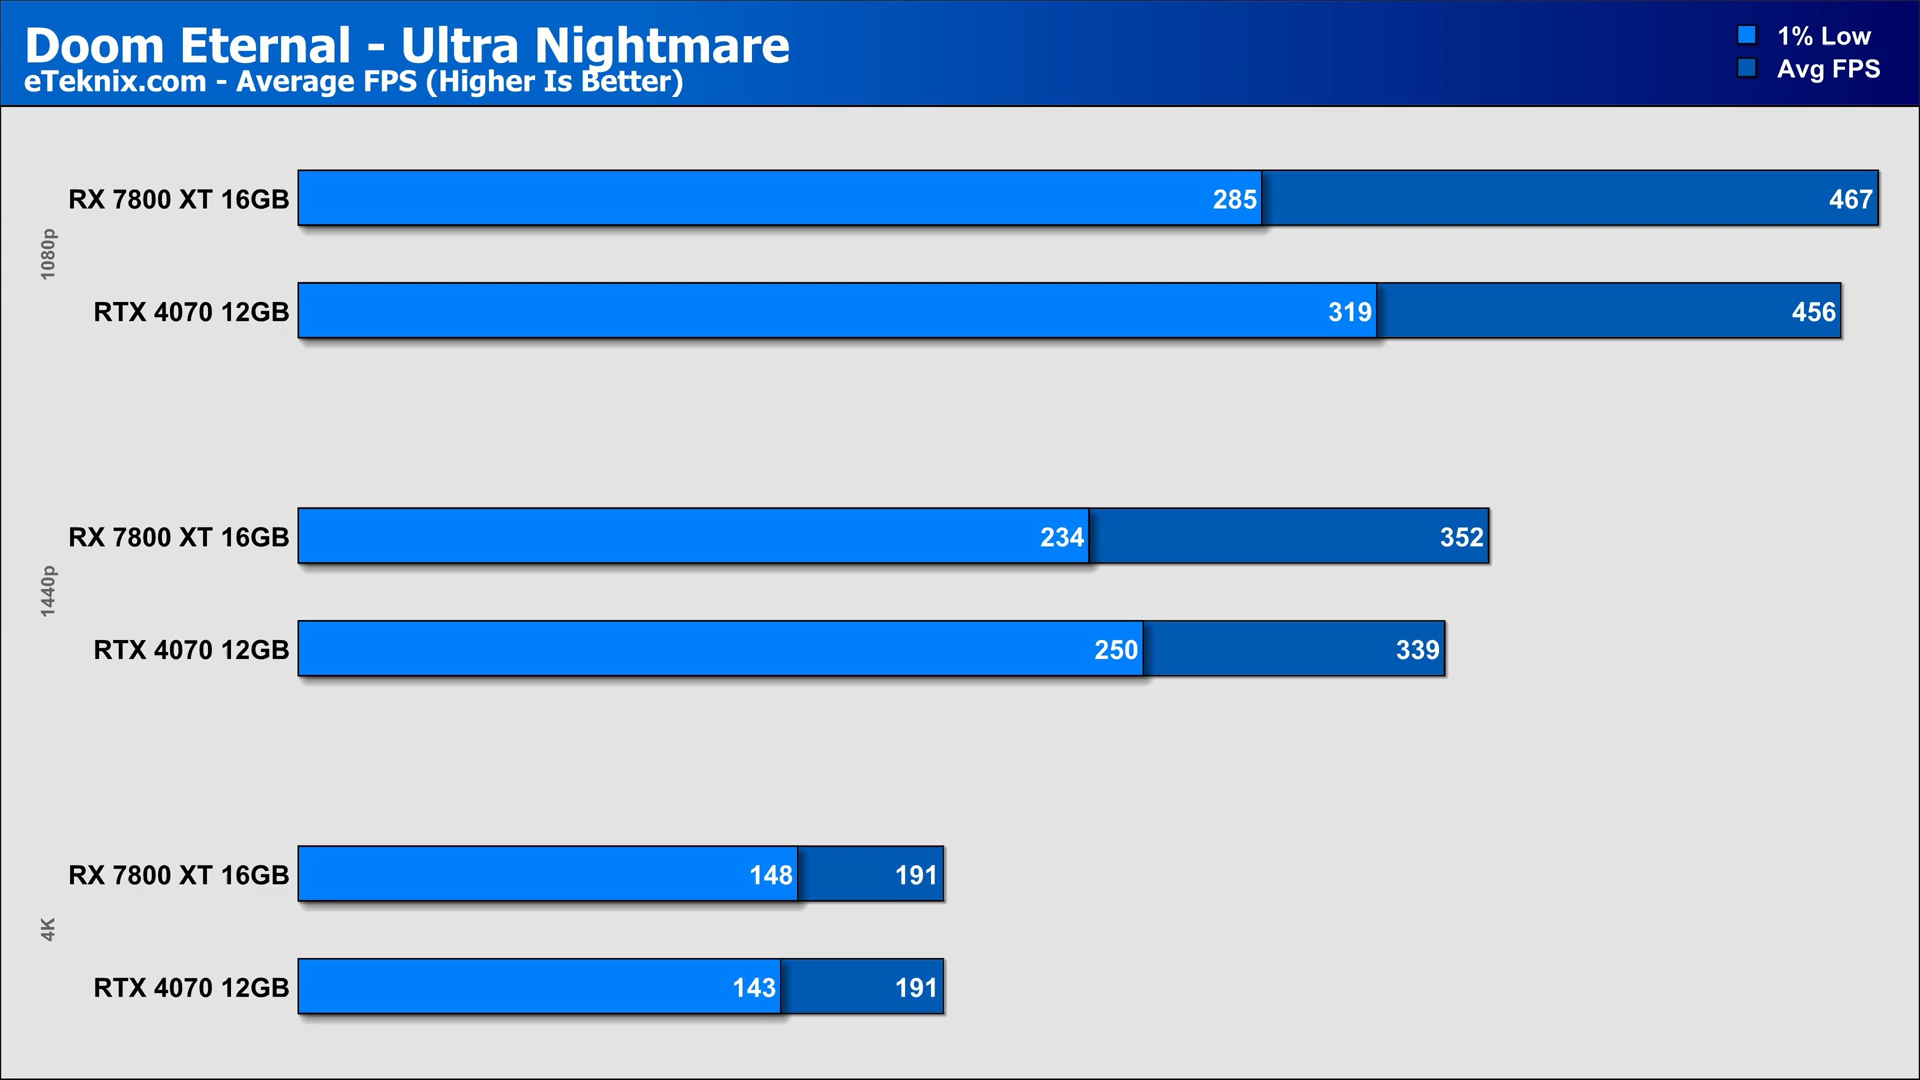 Doom Eternal - Ultra Nightmare
eTeknix.com - Average FPS (Higher Is Better)
1% Low
Avg FPS
1080p
RX 7800 XT 16GB
285
467
RTX 4070 12GB
319
456
1440p
RX 7800 XT 16GB
234
352
RTX 4070 12GB
250
339
4K
RX 7800 XT 16GB
148
191
RTX 4070 12GB
143
191